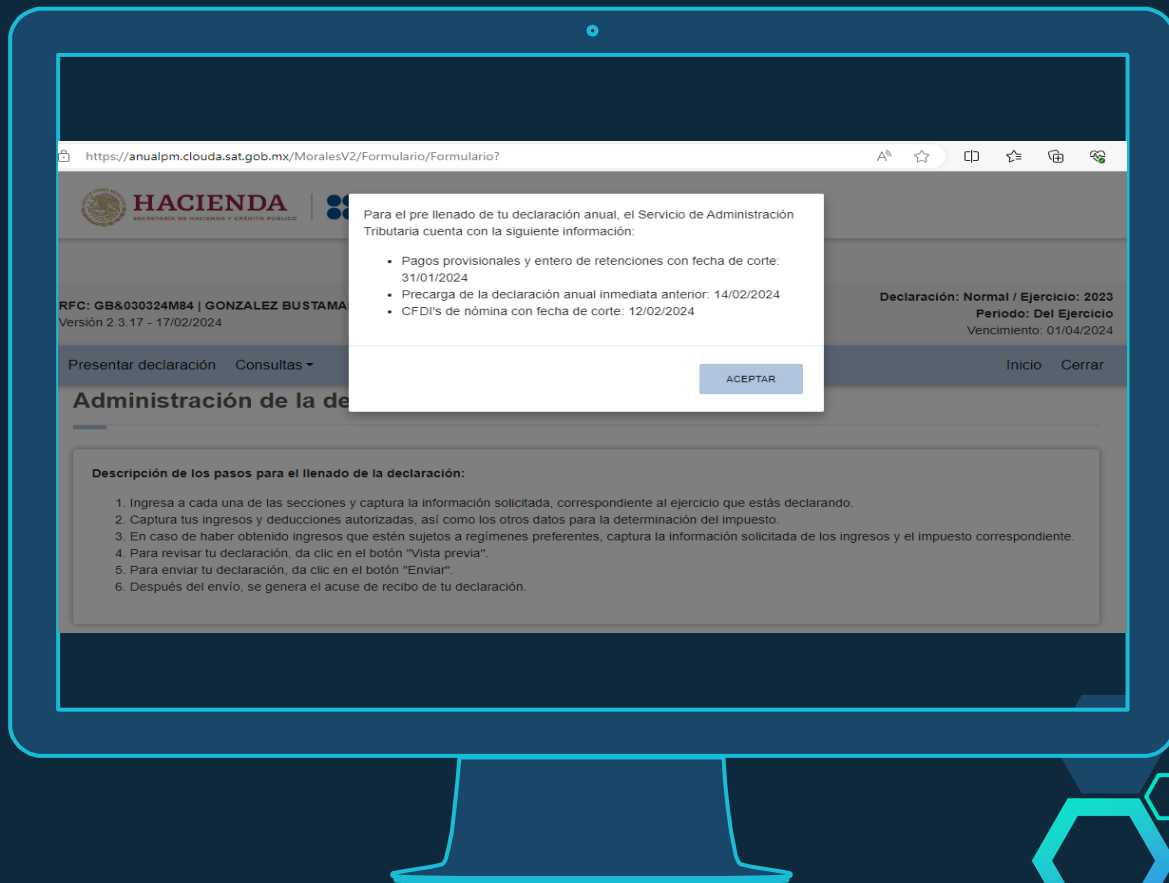 https://anualpm.clouda.sat.gob.mx/MoralesV2/Formulario/Formulario?
HACIENDA
SECRETARÍA DE HACIENDA Y CRÉDITO PÚBLICO
Para el pre llenado de tu declaración anual, el Servicio de Administración
Tributaria cuenta con la siguiente información:
• Pagos provisionales y entero de retenciones con fecha de corte:
31/01/2024
• Precarga de la declaración anual inmediata anterior: 14/02/2024
• CFDI's de nómina con fecha de corte: 12/02/2024
ACEPTAR
RFC: GB&030324M84 | GONZALEZ BUSTAMA
Versión 2.3.17 - 17/02/2024
Declaración: Normal / Ejercicio: 2023
Periodo: Del Ejercicio
Vencimiento: 01/04/2024
Presentar declaración Consultas Inicio Cerrar
Administración de la de
Descripción de los pasos para el llenado de la declaración:
1. Ingresa a cada una de las secciones y captura la información solicitada, correspondiente al ejercicio que estás declarando.
2. Captura tus ingresos y deducciones autorizadas, así como los otros datos para la determinación del impuesto.
3. En caso de haber obtenido ingresos que estén sujetos a regímenes preferentes, captura la información solicitada de los ingresos y el impuesto correspondiente.
4. Para revisar tu declaración, da clic en el botón "Vista previa".
5. Para enviar tu declaración, da clic en el botón "Enviar".
6. Después del envío, se genera el acuse de recibo de tu declaración.